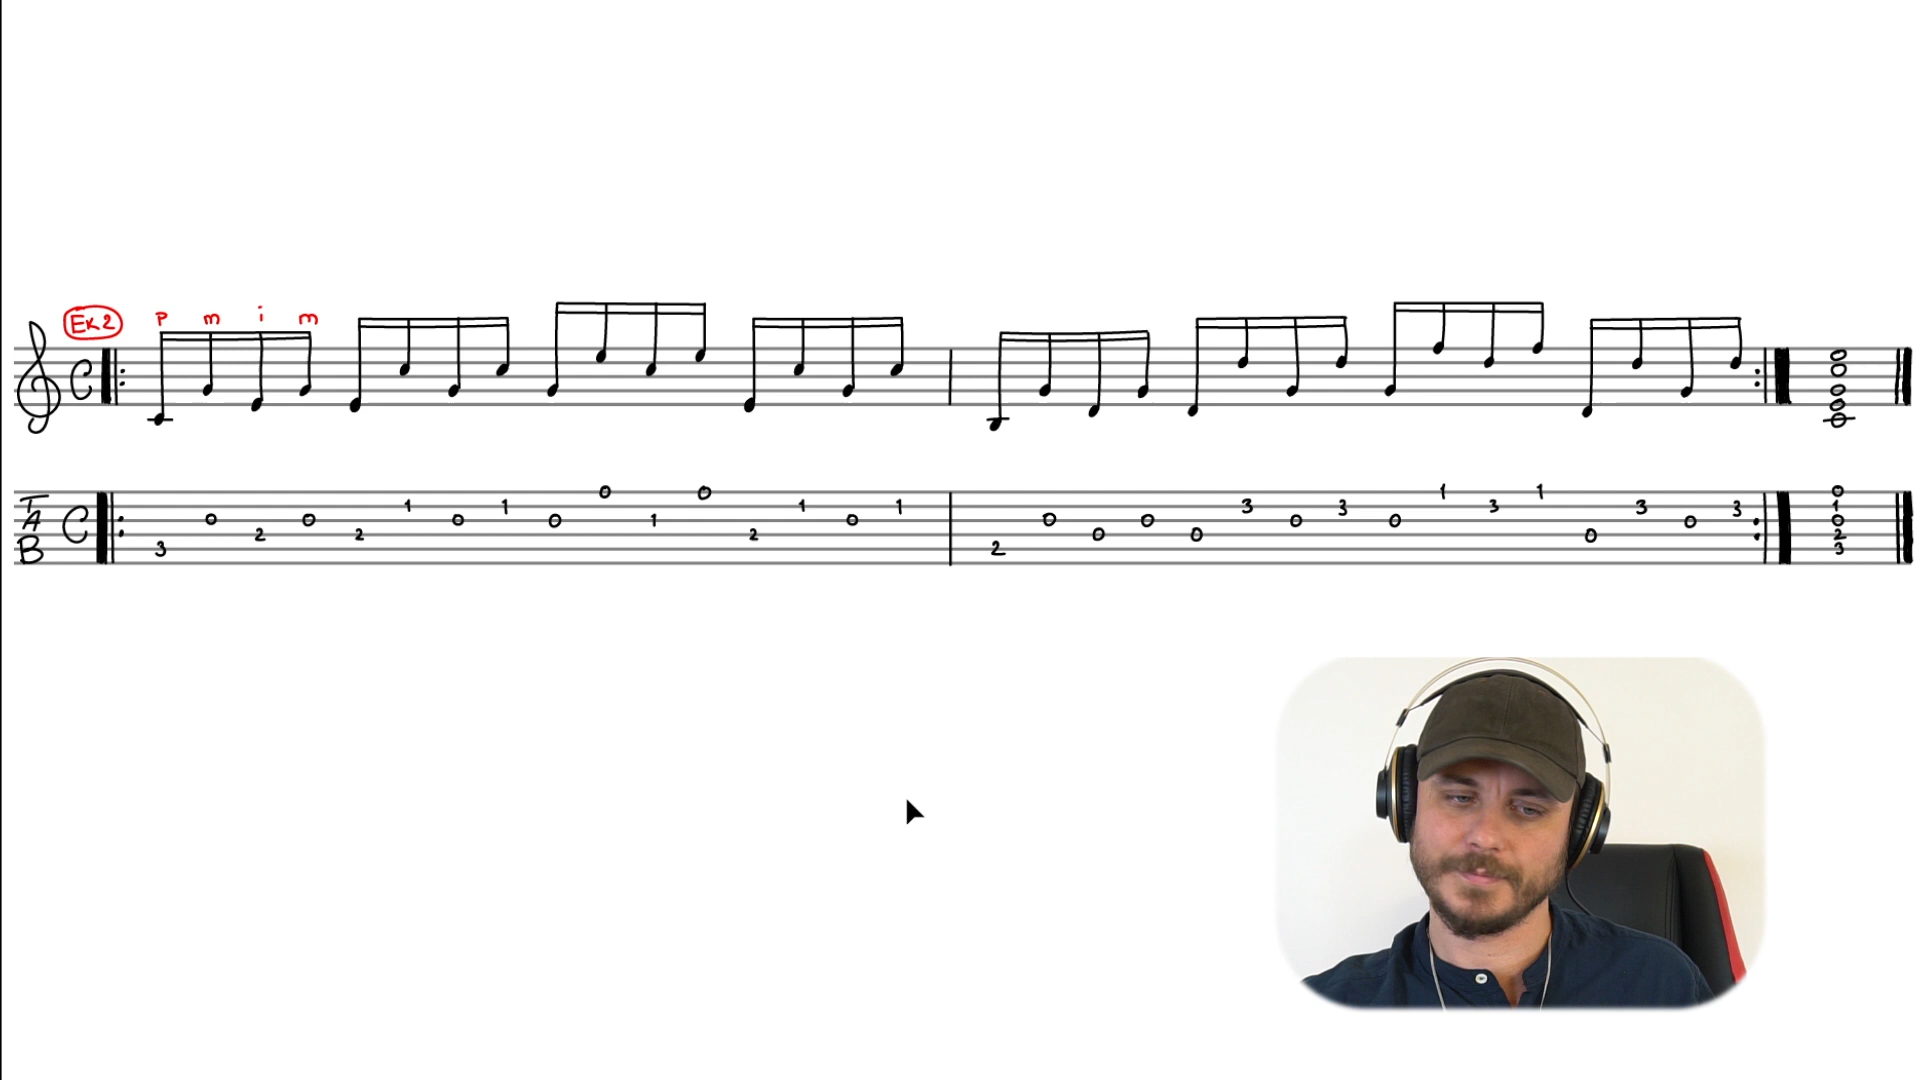 Ex2 p m i m
1 1 0 0 1 3 3 1 3 1 3 3 0
T 0 0 0 0 1 0 0 0 0 0 0 1
A 2 2 2 0 0 0 0
B 3 2 2 3